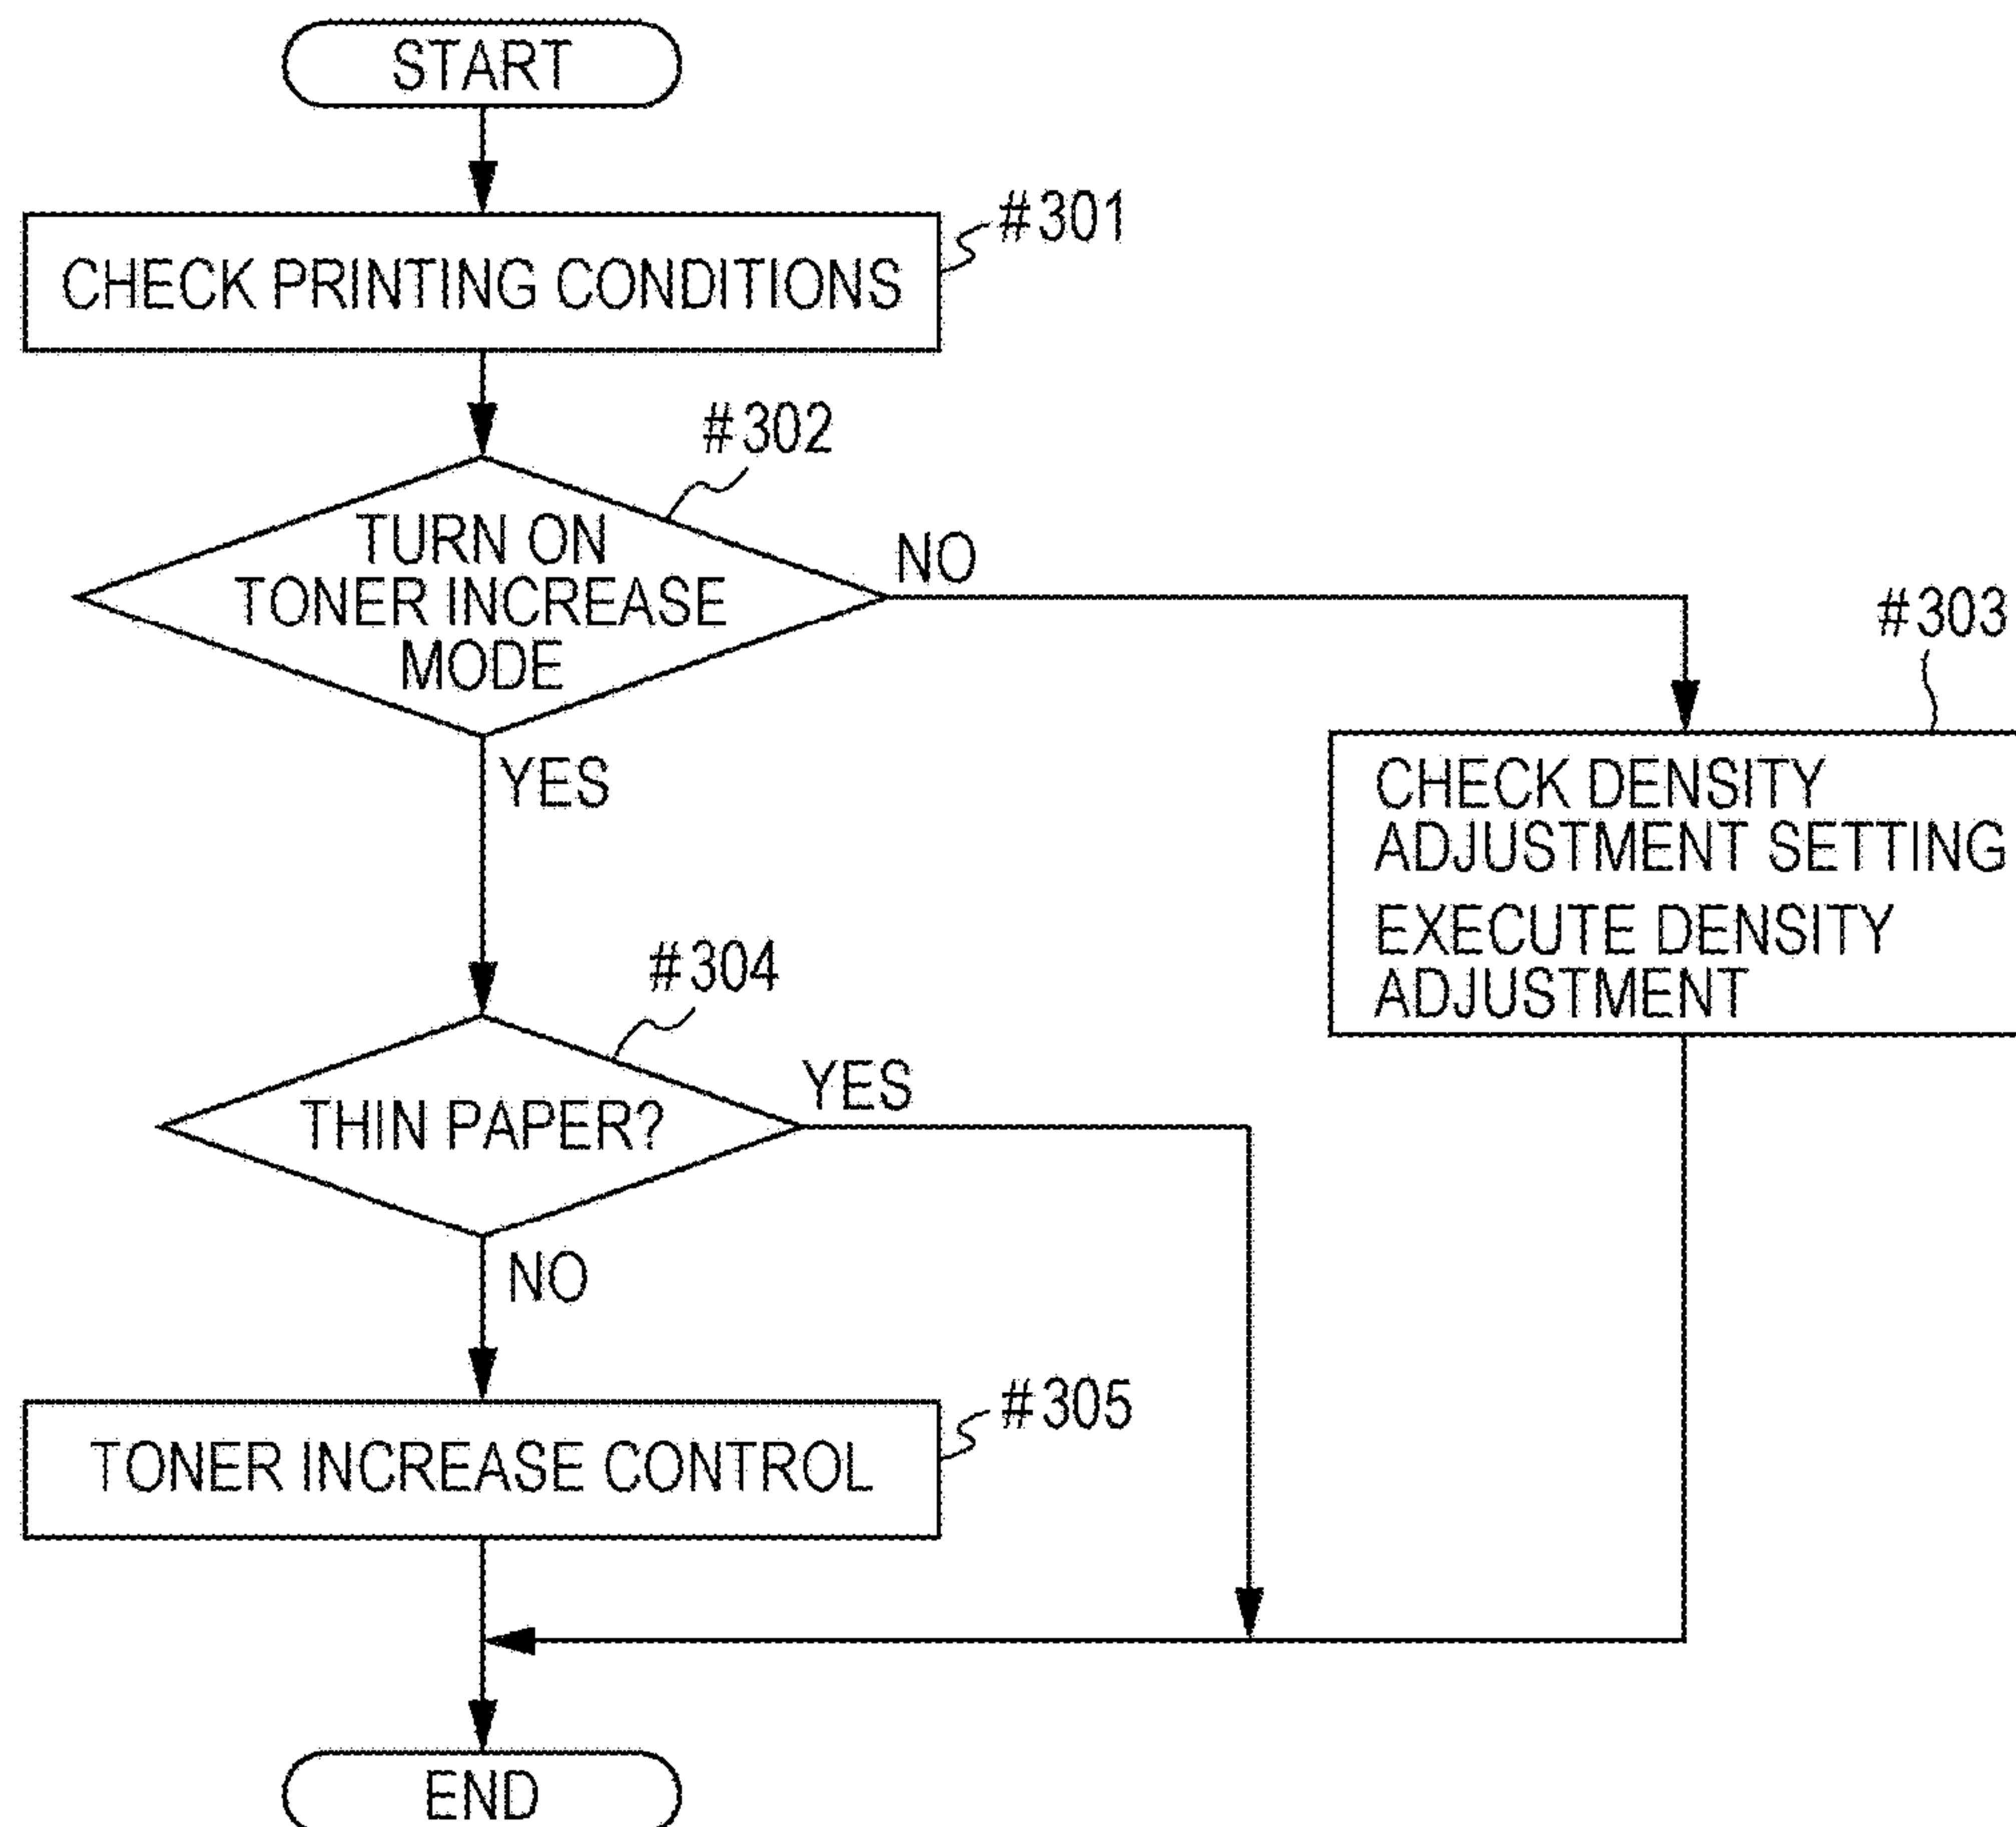 START
#301
CHECK PRINTING CONDITIONS
#302
TURN ON
TONER INCREASE
MODE
NO
YES
#303
CHECK DENSITY
ADJUSTMENT SETTING
EXECUTE DENSITY
ADJUSTMENT
#304
THIN PAPER?
YES
NO
#305
TONER INCREASE CONTROL
END